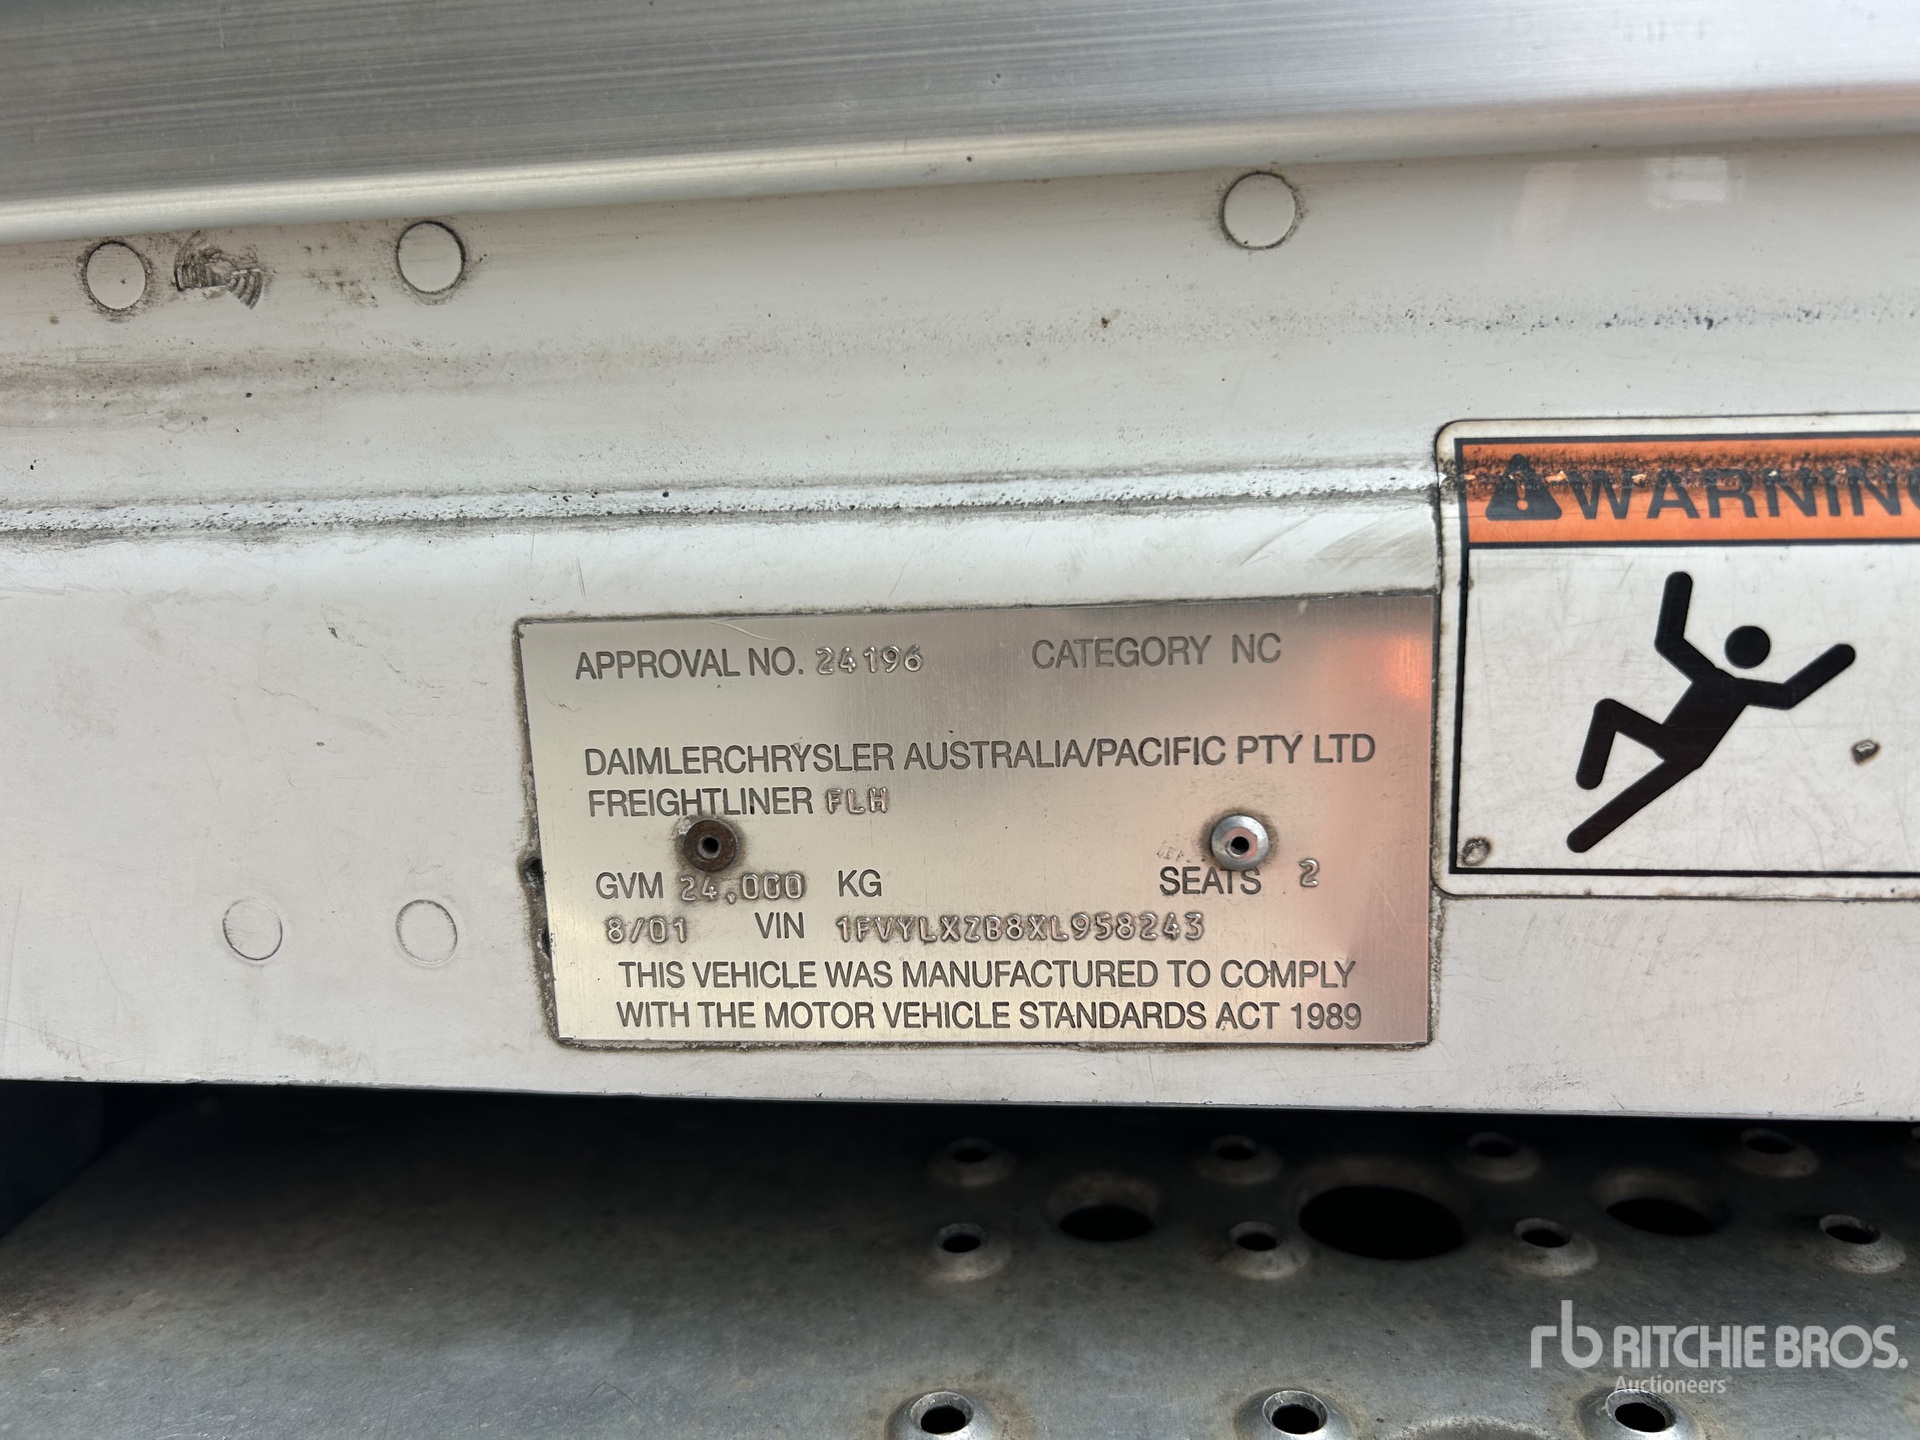 WARNING
APPROVAL NO. 24196 CATEGORY NC
DAIMLERCHRYSLER AUSTRALIA/PACIFIC PTY LTD
FREIGHTLINER FLH
GVM 24,000 KG SEATS 2
8/01 VIN 1FVYLXZB8XL958243
THIS VEHICLE WAS MANUFACTURED TO COMPLY
WITH THE MOTOR VEHICLE STANDARDS ACT 1989
rb RITCHIE BROS.
Auctioneers